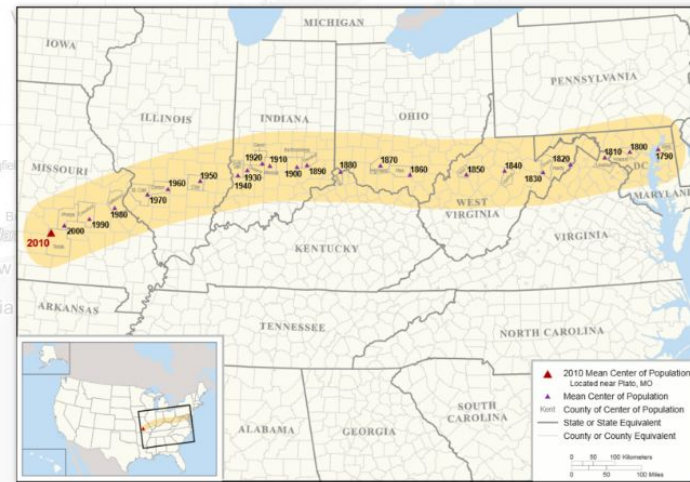 MICHIGAN
IOWA
PENNSYLVANIA
ILLINOIS
INDIANA
OHIO
MISSOURI
1920
1910
1900
1890
1880
1870
1860
1850
1840
1830
1820
1810
1800
1790
DC
MARYLAND
1950
1940
1930
1960
1970
1980
1990
2000
2010
WEST
VIRGINIA
VIRGINIA
KENTUCKY
ARKANSAS
TENNESSEE
NORTH CAROLINA
SOUTH
CAROLINA
ALABAMA
GEORGIA
2010 Mean Center of Population
Located near Plato, MO
Mean Center of Population
Kent County of Center of Population
State or State Equivalent
County or County Equivalent
0 50 100 Kilometers
0 50 100 Miles